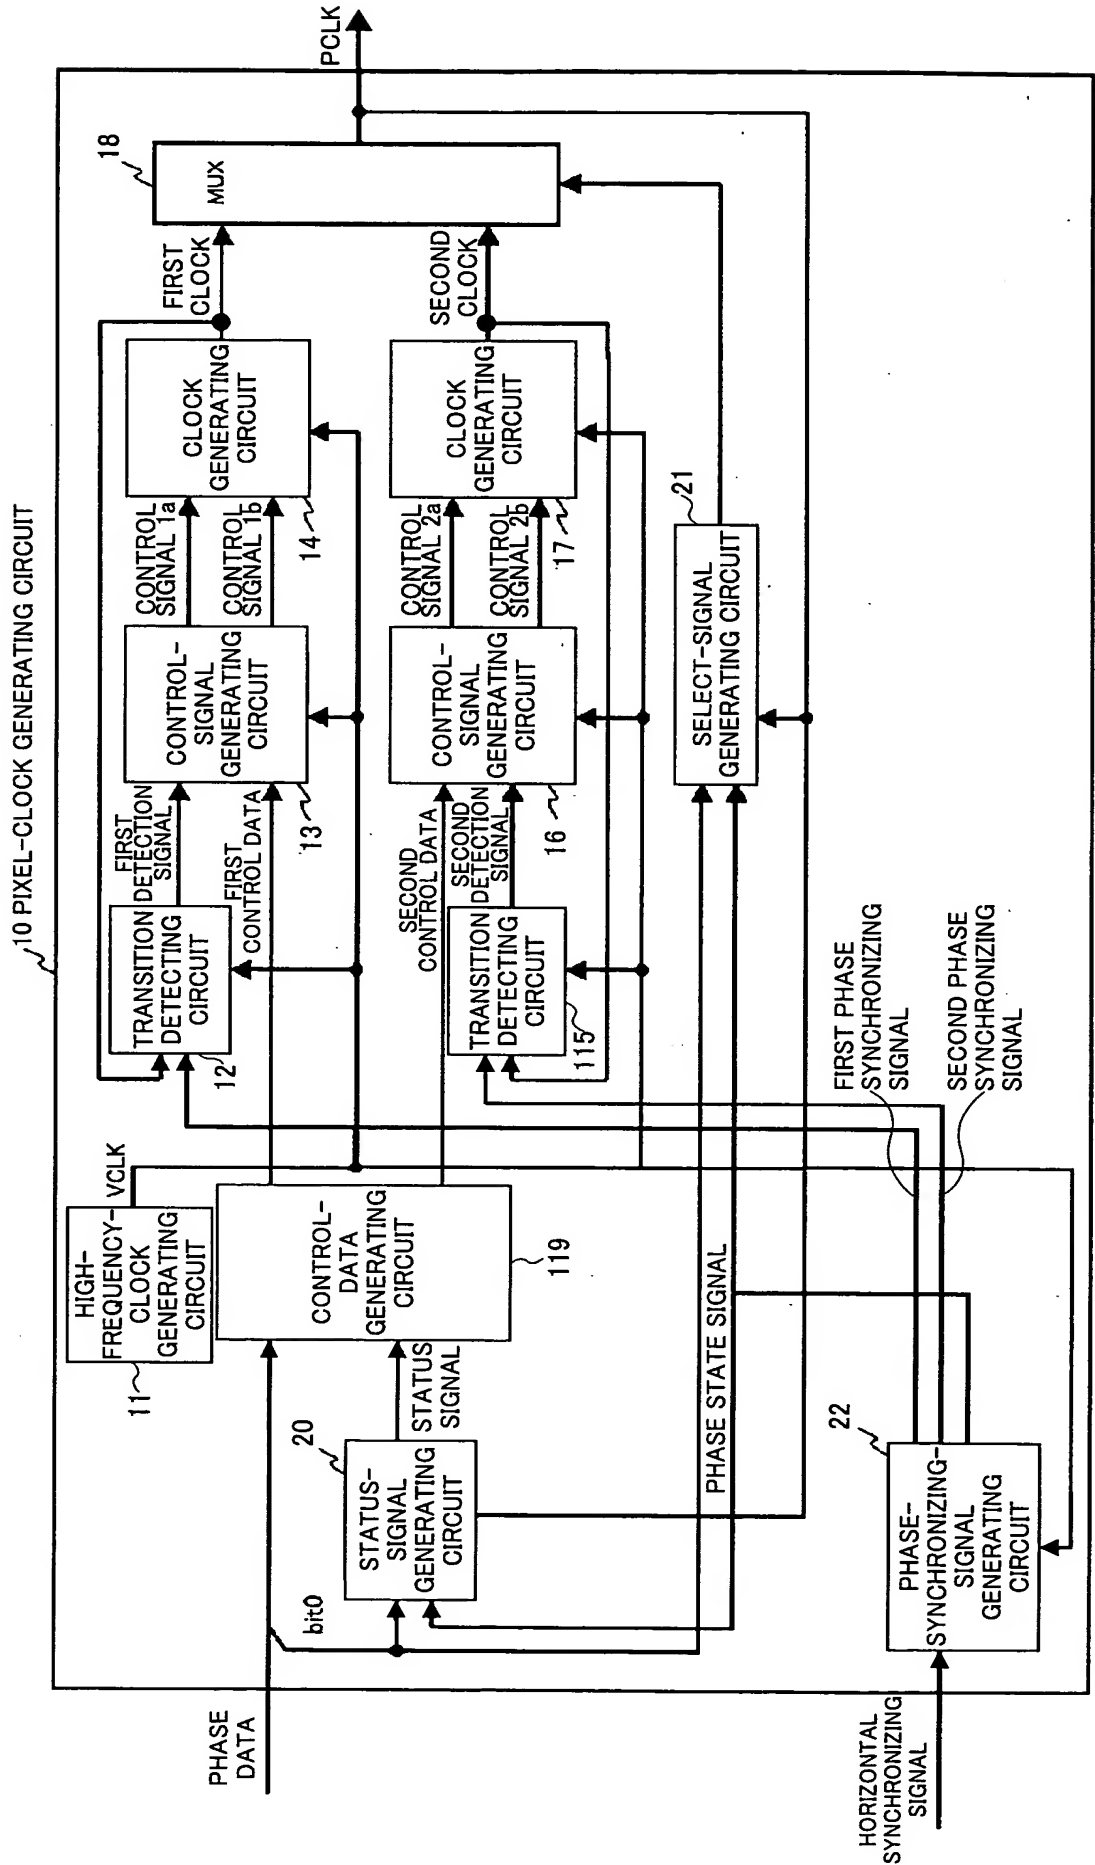 10 PIXEL-CLOCK GENERATING CIRCUIT
HIGH-
FREQUENCY-
CLOCK
GENERATING
CIRCUIT
11
VCLK
TRANSITION
DETECTING
CIRCUIT
12
FIRST
DETECTION
SIGNAL
FIRST
CONTROL DATA
CONTROL-
SIGNAL
GENERATING
CIRCUIT
13
CONTROL
SIGNAL 1a
CONTROL
SIGNAL 1b
CLOCK
GENERATING
CIRCUIT
14
FIRST
CLOCK
MUX
18
PCLK
PHASE
DATA
bit0
STATUS-
SIGNAL
GENERATING
CIRCUIT
20
STATUS
SIGNAL
CONTROL-
DATA
GENERATING
CIRCUIT
119
SECOND
CONTROL DATA
SECOND
DETECTION
SIGNAL
TRANSITION
DETECTING
CIRCUIT
115
CONTROL-
SIGNAL
GENERATING
CIRCUIT
16
CONTROL
SIGNAL 2a
CONTROL
SIGNAL 2b
CLOCK
GENERATING
CIRCUIT
17
SECOND
CLOCK
SELECT-SIGNAL
GENERATING CIRCUIT
21
PHASE STATE SIGNAL
HORIZONTAL
SYNCHRONIZING
SIGNAL
PHASE-
SYNCHRONIZING-
SIGNAL
GENERATING
CIRCUIT
22
FIRST PHASE
SYNCHRONIZING
SIGNAL
SECOND PHASE
SYNCHRONIZING
SIGNAL